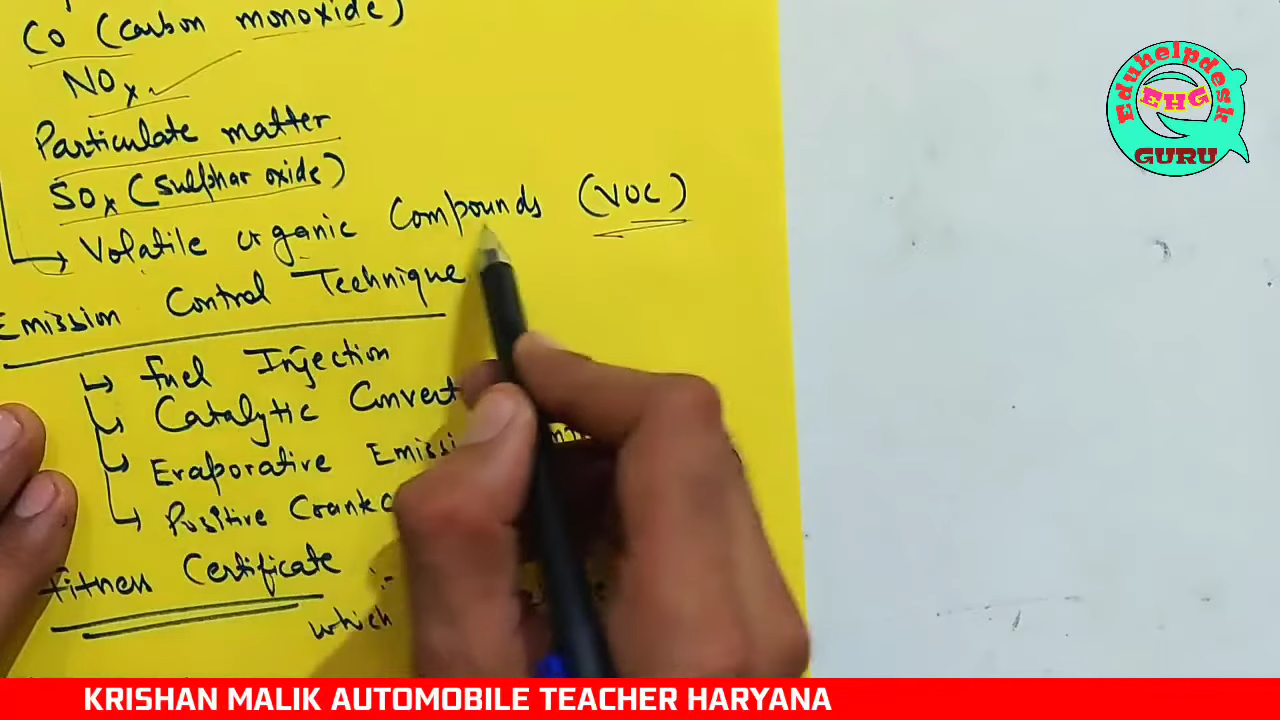 CO (Carbon monoxide)
NOx
Particulate matter
SOx (Sulphar oxide)
Volatile organic Compounds (VOC)
Emission Control Technique
Fuel Injection
Catalytic Convert
Evaporative Emissi
Positive Crankc
Fitness Certificate :-
which
Eduhelpdesk
EHG
GURU
KRISHAN MALIK AUTOMOBILE TEACHER HARYANA